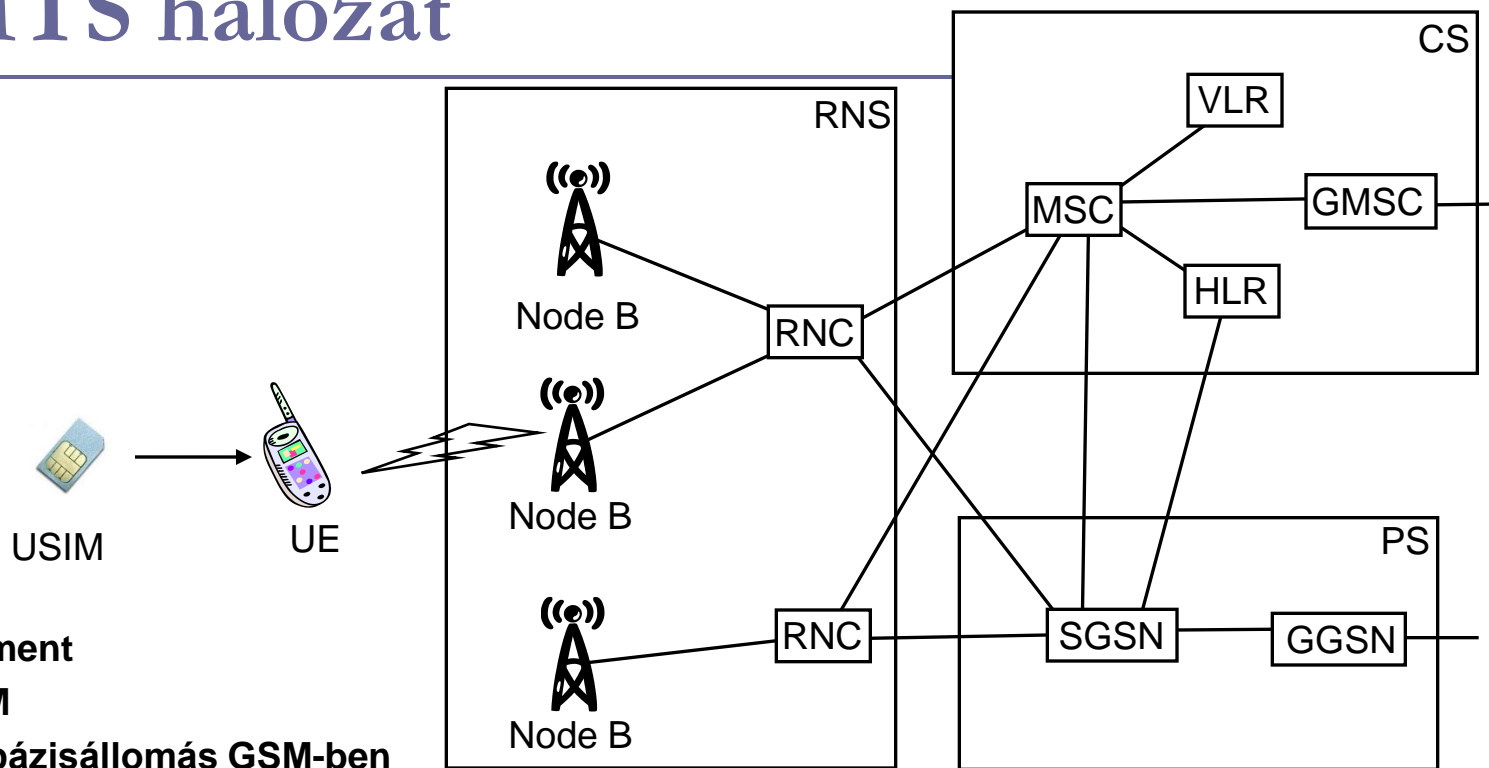 MTS hálózat
CS
VLR
RNS
GMSC
MSC
HLR
Node B
RNC
Node B
USIM
UE
PS
RNC
SGSN
GGSN
ment
M
Node B
bázisállomás GSM-ben